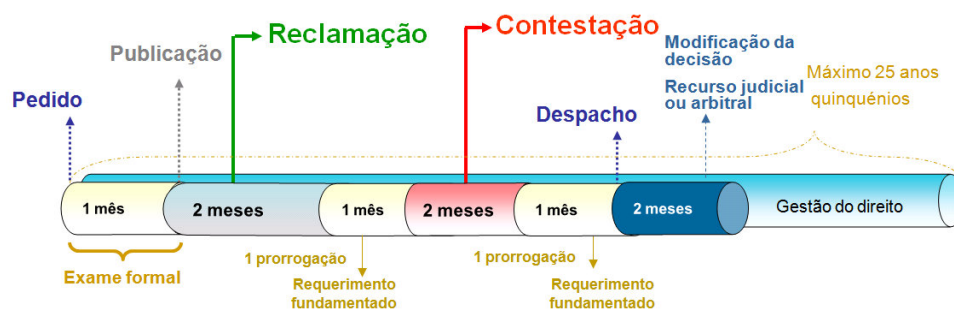 Reclamação
Contestação
Publicação
Modificação da
decisão
Recurso judicial
ou arbitral
Máximo 25 anos
quinquénios
Pedido
Despacho
1 mês
2 meses
1 mês
2 meses
1 mês
2 meses
Gestão do direito
Exame formal
1 prorrogação
Requerimento
fundamentado
1 prorrogação
Requerimento
fundamentado